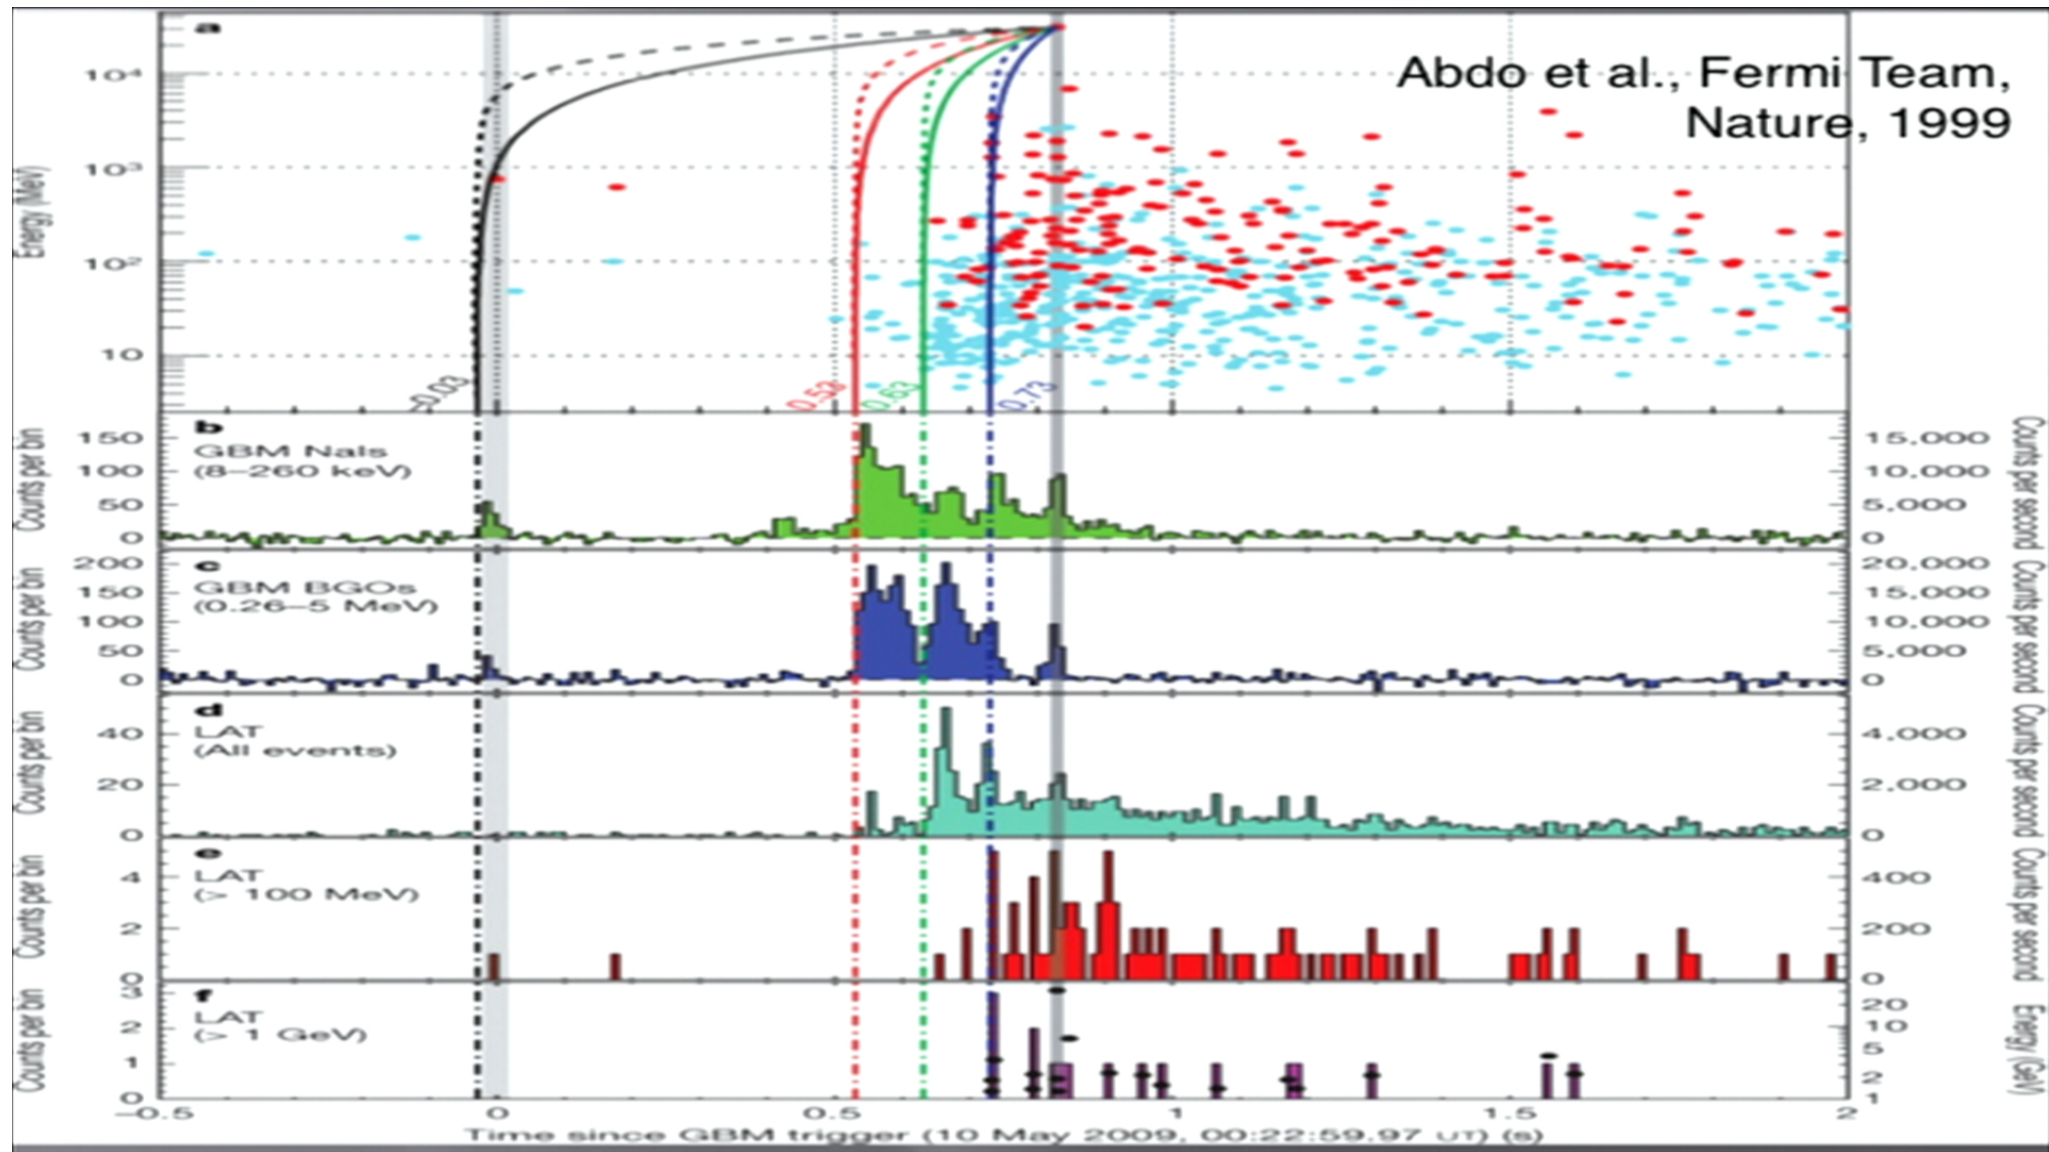 a
Abdo et al., Fermi Team,
Nature, 1999
Energy (MeV)
10⁴
10³
10²
10
-0.03
0.53
0.63
0.73
b
GBM NaIs
(8–260 keV)
Counts per bin
150
100
50
0
15,000
10,000
5,000
0
Counts per second
c
GBM BGOs
(0.26–5 MeV)
Counts per bin
200
150
100
50
0
20,000
15,000
10,000
5,000
0
Counts per second
d
LAT
(All events)
Counts per bin
40
20
0
4,000
2,000
0
Counts per second
e
LAT
(> 100 MeV)
Counts per bin
4
2
0
400
200
0
Counts per second
f
LAT
(> 1 GeV)
Counts per bin
3
2
1
0
20
10
5
2
1
Energy (GeV)
-0.5 0 0.5 1 1.5 2
Time since GBM trigger (10 May 2009, 00:22:59.97 UT) (s)